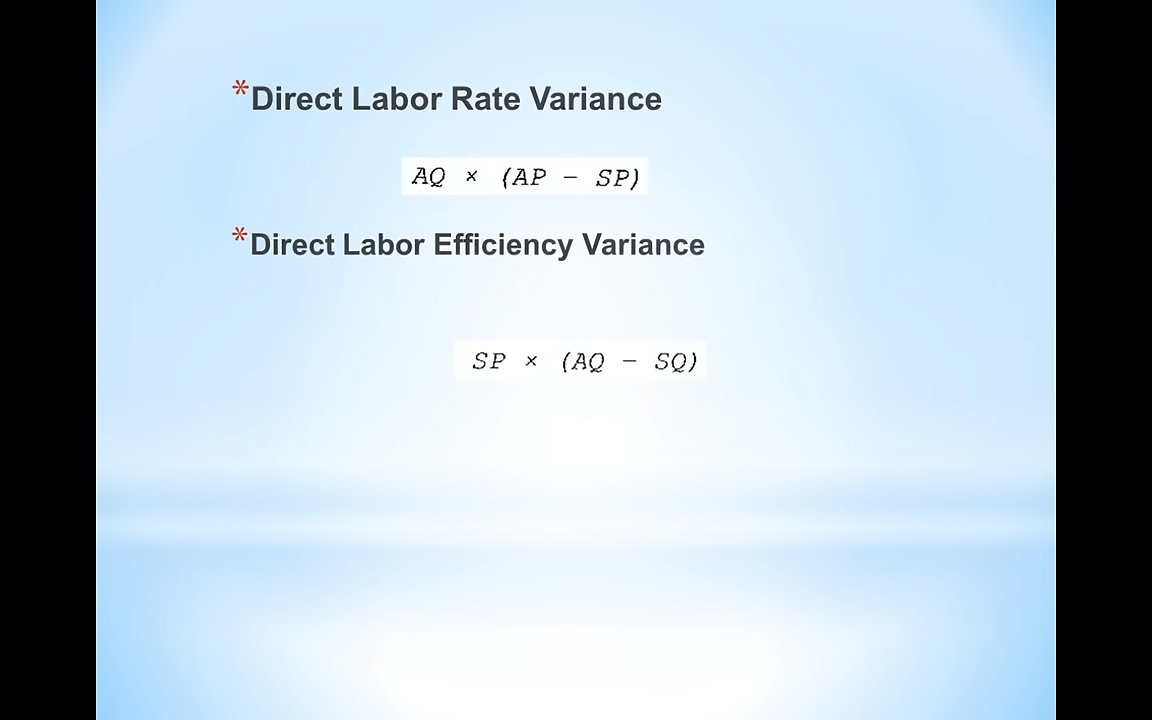 *Direct Labor Rate Variance
AQ × (AP − SP)
*Direct Labor Efficiency Variance
SP × (AQ − SQ)